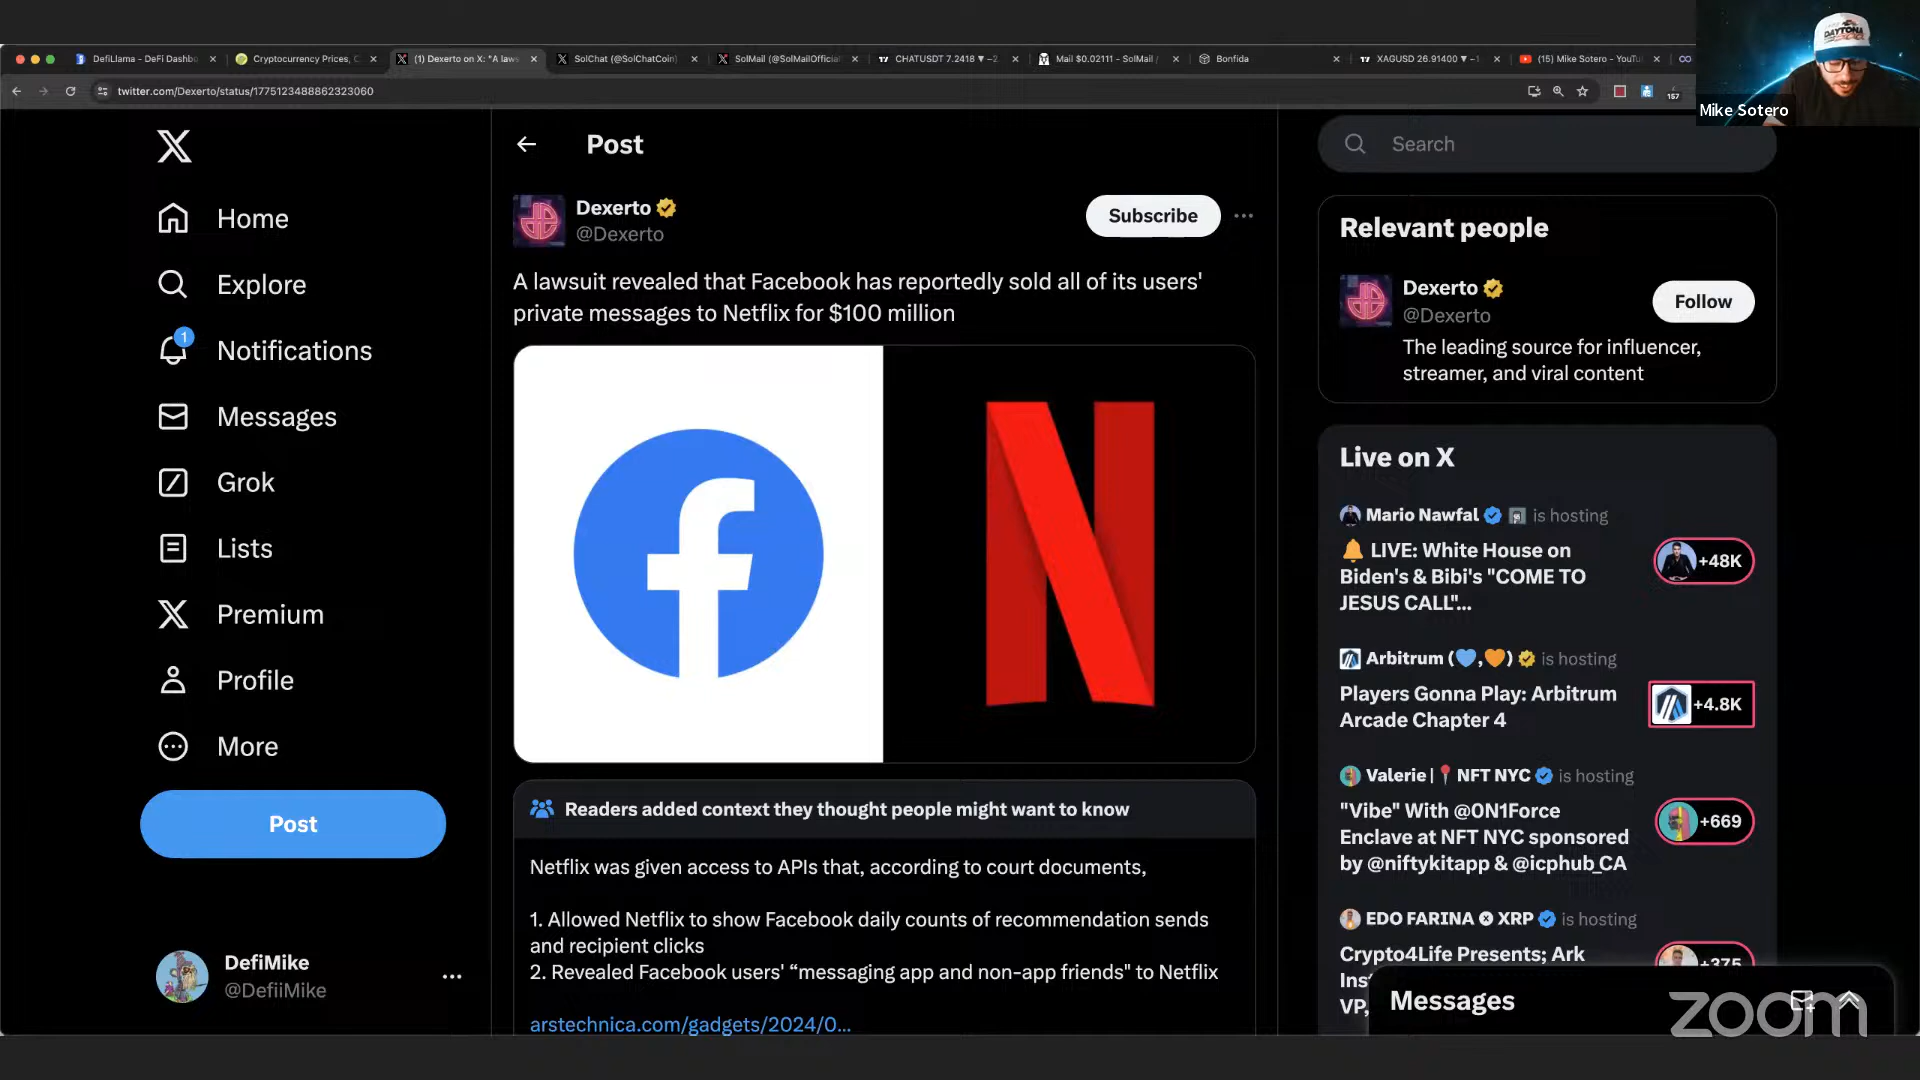 DefiLlama - DeFi Dashbo
Cryptocurrency Prices, C
(1) Dexerto on X: "A laws
SolChat (@SolChatCoin)
SolMail (@SolMailOfficial
CHATUSDT 7.2418 ▼ −2.
Mail $0.02111 - SolMail /
Bonfida
XAGUSD 26.91400 ▼ −1
(15) Mike Sotero - YouTu
twitter.com/Dexerto/status/1775123488862323060
157
DAYTONA
Mike Sotero
Home
Explore
1
Notifications
Messages
Grok
Lists
Premium
Profile
More
Post
DefiMike
@DefiiMike
Post
Dexerto
@Dexerto
Subscribe
A lawsuit revealed that Facebook has reportedly sold all of its users'
private messages to Netflix for $100 million
Readers added context they thought people might want to know
Netflix was given access to APIs that, according to court documents,
1. Allowed Netflix to show Facebook daily counts of recommendation sends
and recipient clicks
2. Revealed Facebook users' “messaging app and non-app friends" to Netflix
arstechnica.com/gadgets/2024/0…
Search
Relevant people
Dexerto
@Dexerto
Follow
The leading source for influencer,
streamer, and viral content
Live on X
Mario Nawfal is hosting
🔔 LIVE: White House on
Biden's & Bibi's "COME TO
JESUS CALL"...
+48K
Arbitrum (💙,🧡) is hosting
Players Gonna Play: Arbitrum
Arcade Chapter 4
+4.8K
Valerie | 📍 NFT NYC is hosting
"Vibe" With @0N1Force
Enclave at NFT NYC sponsored
by @niftykitapp & @icphub_CA
+669
EDO FARINA 🅧 XRP is hosting
Crypto4Life Presents; Ark
Ins
VP,
+375
Messages
zoom